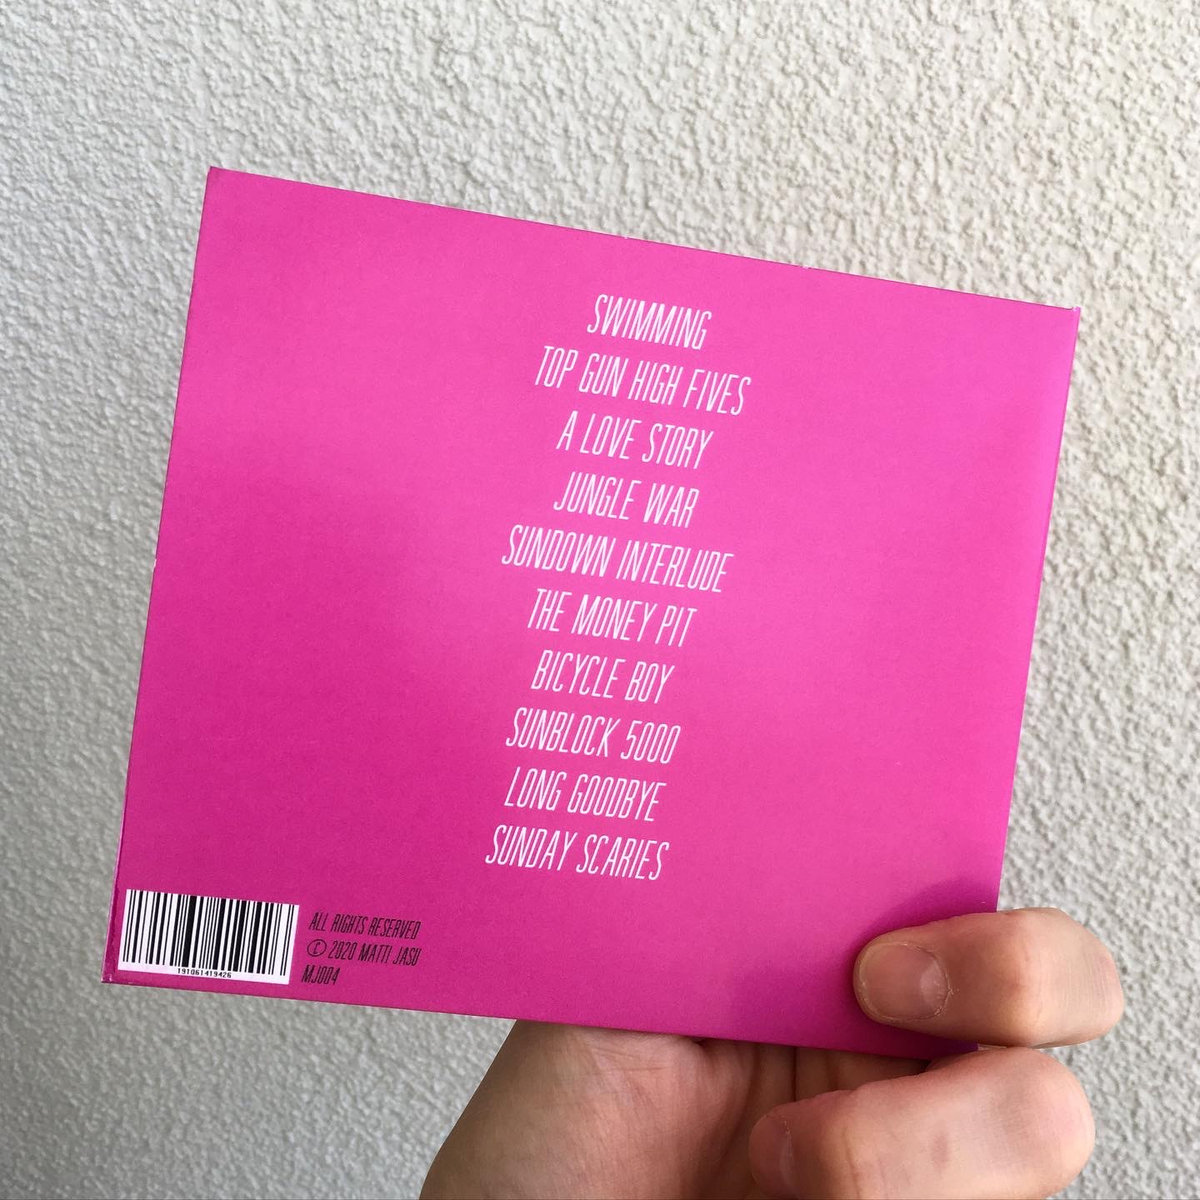 SWIMMING
TOP GUN HIGH FIVES
A LOVE STORY
JUNGLE WAR
SUNDOWN INTERLUDE
THE MONEY PIT
BICYCLE BOY
SUNBLOCK 5000
LONG GOODBYE
SUNDAY SCARIES
191061419426
ALL RIGHTS RESERVED
© 2020 MATTI JASU
MJ004